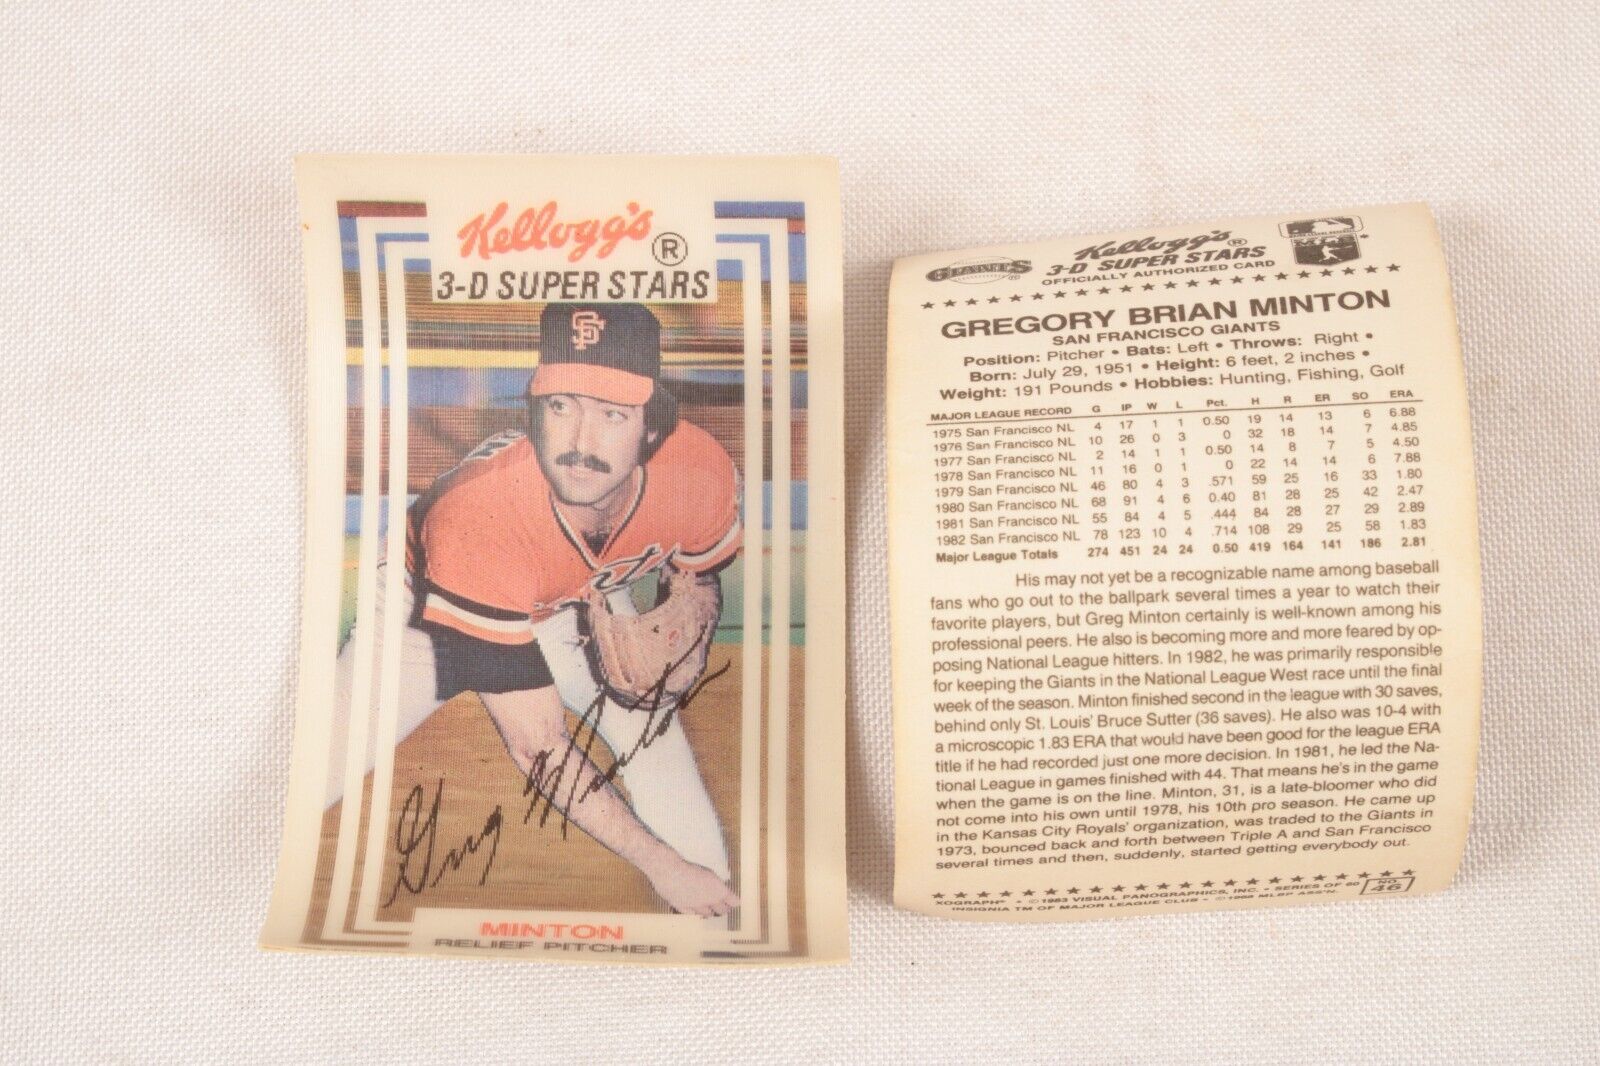 Kellogg's ®
3-D SUPER STARS
SF
Greg Minton
MINTON
RELIEF PITCHER
GIANTS ®
Kellogg's ®
3-D SUPER STARS
OFFICIALLY AUTHORIZED CARD
★ ★ ★ ★ ★ ★ ★ ★ ★ ★ ★ ★ ★ ★ ★ ★ ★ ★ ★ ★ ★ ★
GREGORY BRIAN MINTON
SAN FRANCISCO GIANTS
Position: Pitcher • Bats: Left • Throws: Right •
Born: July 29, 1951 • Height: 6 feet, 2 inches •
Weight: 191 Pounds • Hobbies: Hunting, Fishing, Golf
MAJOR LEAGUE RECORD G IP W L Pct. H R ER SO ERA
1975 San Francisco NL 4 17 1 1 0.50 19 14 13 6 6.88
1976 San Francisco NL 10 26 0 3 0 32 18 14 7 4.85
1977 San Francisco NL 2 14 1 1 0.50 14 8 7 5 4.50
1978 San Francisco NL 11 16 0 1 0 22 14 14 6 7.88
1979 San Francisco NL 46 80 4 3 .571 59 25 16 33 1.80
1980 San Francisco NL 68 91 4 6 0.40 81 28 25 42 2.47
1981 San Francisco NL 55 84 4 5 .444 84 28 27 29 2.89
1982 San Francisco NL 78 123 10 4 .714 108 29 25 58 1.83
Major League Totals 274 451 24 24 0.50 419 164 141 186 2.81
His may not yet be a recognizable name among baseball
fans who go out to the ballpark several times a year to watch their
favorite players, but Greg Minton certainly is well-known among his
professional peers. He also is becoming more and more feared by op-
posing National League hitters. In 1982, he was primarily responsible
for keeping the Giants in the National League West race until the final
week of the season. Minton finished second in the league with 30 saves,
behind only St. Louis' Bruce Sutter (36 saves). He also was 10-4 with
a microscopic 1.83 ERA that would have been good for the league ERA
title if he had recorded just one more decision. In 1981, he led the Na-
tional League in games finished with 44. That means he's in the game
when the game is on the line. Minton, 31, is a late-bloomer who did
not come into his own until 1978, his 10th pro season. He came up
in the Kansas City Royals' organization, was traded to the Giants in
1973, bounced back and forth between Triple A and San Francisco
several times and then, suddenly, started getting everybody out.
★ ★ ★ ★ ★ ★ ★ ★ ★ ★ ★ ★ ★ ★ ★ ★ ★ ★ ★ ★
XOGRAPH® • ©1983 VISUAL PANOGRAPHICS, INC. • SERIES OF 60
INSIGNIA TM OF MAJOR LEAGUE CLUB • MLBP ASS'N.
NO.
46